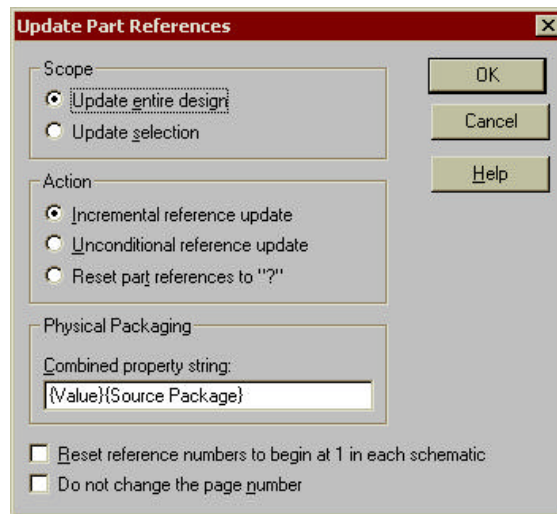 Update Part References
Scope
Update entire design
Update selection
OK
Cancel
Help
Action
Incremental reference update
Unconditional reference update
Reset part references to "?"
Physical Packaging
Combined property string:
{Value}{Source Package}
Reset reference numbers to begin at 1 in each schematic
Do not change the page number